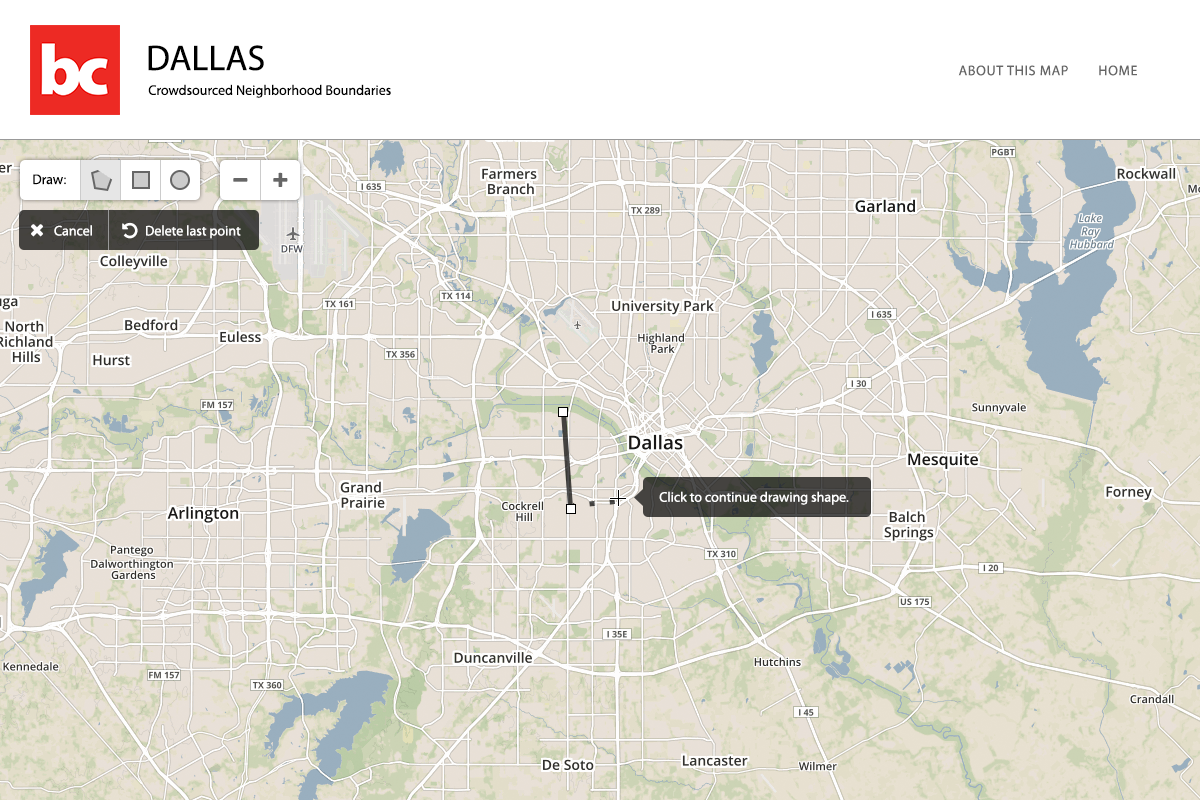 bc
DALLAS
Crowdsourced Neighborhood Boundaries
ABOUT THIS MAP
HOME
Draw:
Cancel
Delete last point
er
I 635
Farmers
Branch
PGBT
Rockwall
Mo
TX 289
Garland
Lake
Ray
Hubbard
DFW
Colleyville
TX 161
TX 114
University Park
uga
North
Richland
Hills
Bedford
Euless
Hurst
TX 356
Highland
Park
I 635
I 30
FM 157
Sunnyvale
Dallas
Mesquite
Grand
Prairie
Arlington
Cockrell
Hill
Click to continue drawing shape.
Forney
Balch
Springs
Pantego
Dalworthington
Gardens
TX 310
I 20
US 175
I 35E
Kennedale
FM 157
TX 360
Duncanville
Hutchins
Crandall
I 45
De Soto
Lancaster
Wilmer